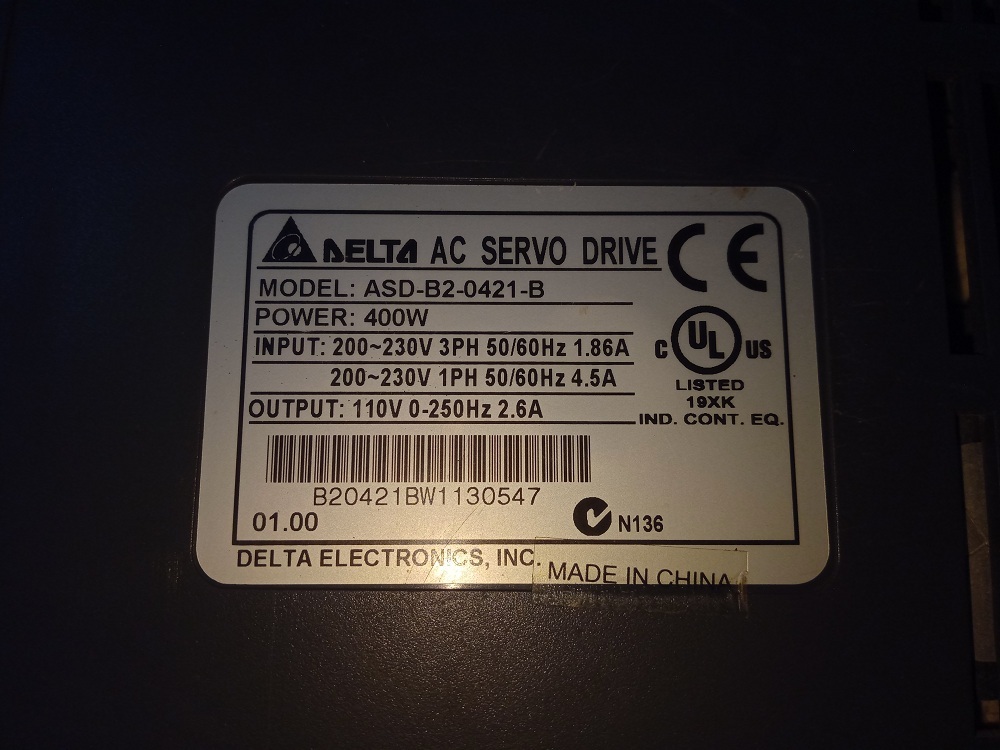 DELTA AC SERVO DRIVE
CE
MODEL: ASD-B2-0421-B
POWER: 400W
INPUT: 200~230V 3PH 50/60Hz 1.86A
200~230V 1PH 50/60Hz 4.5A
OUTPUT: 110V 0-250Hz 2.6A
C UL US
LISTED
19XK
IND. CONT. EQ.
B20421BW1130547
01.00
N136
DELTA ELECTRONICS, INC.
MADE IN CHINA